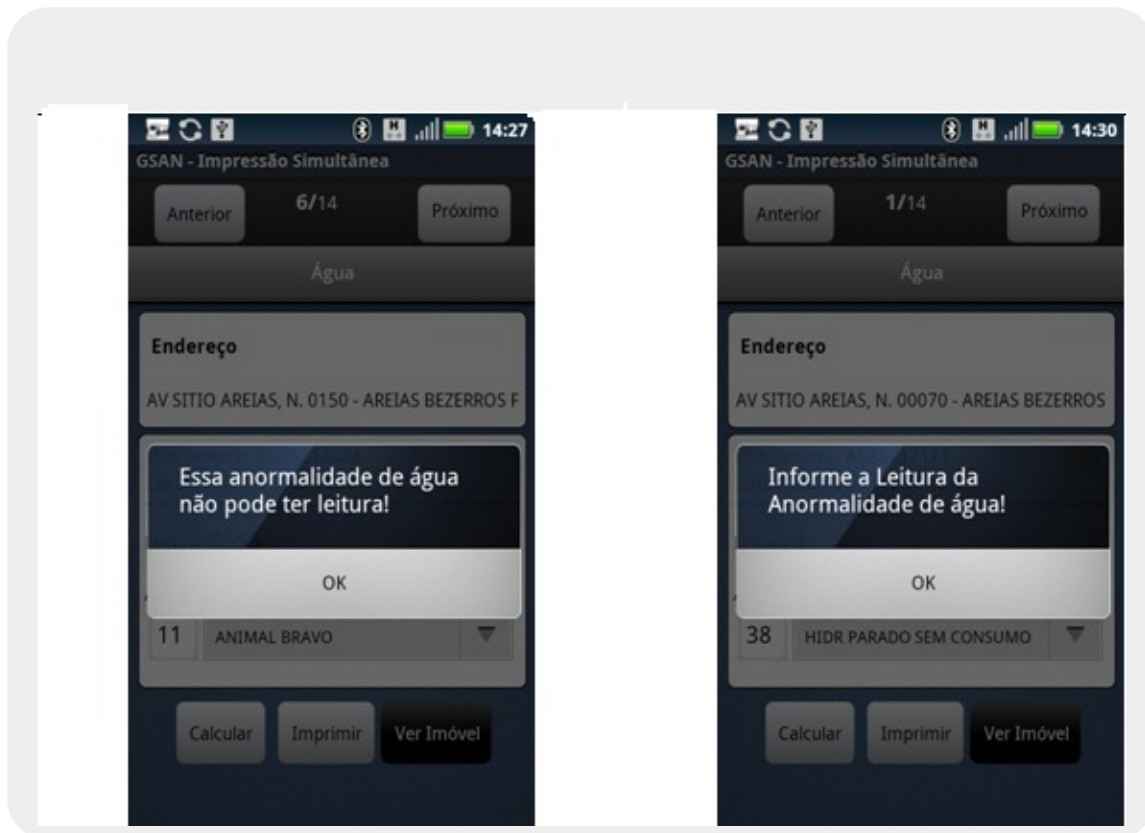 14:27
GSAN - Impressão Simultânea
Anterior
6/14
Próximo
Água
Endereço
AV SITIO AREIAS, N. 0150 - AREIAS BEZERROS F
Essa anormalidade de água
não pode ter leitura!
OK
11 ANIMAL BRAVO
Calcular Imprimir Ver Imóvel
14:30
GSAN - Impressão Simultânea
Anterior
1/14
Próximo
Água
Endereço
AV SITIO AREIAS, N. 00070 - AREIAS BEZERROS
Informe a Leitura da
Anormalidade de água!
OK
38 HIDR PARADO SEM CONSUMO
Calcular Imprimir Ver Imóvel